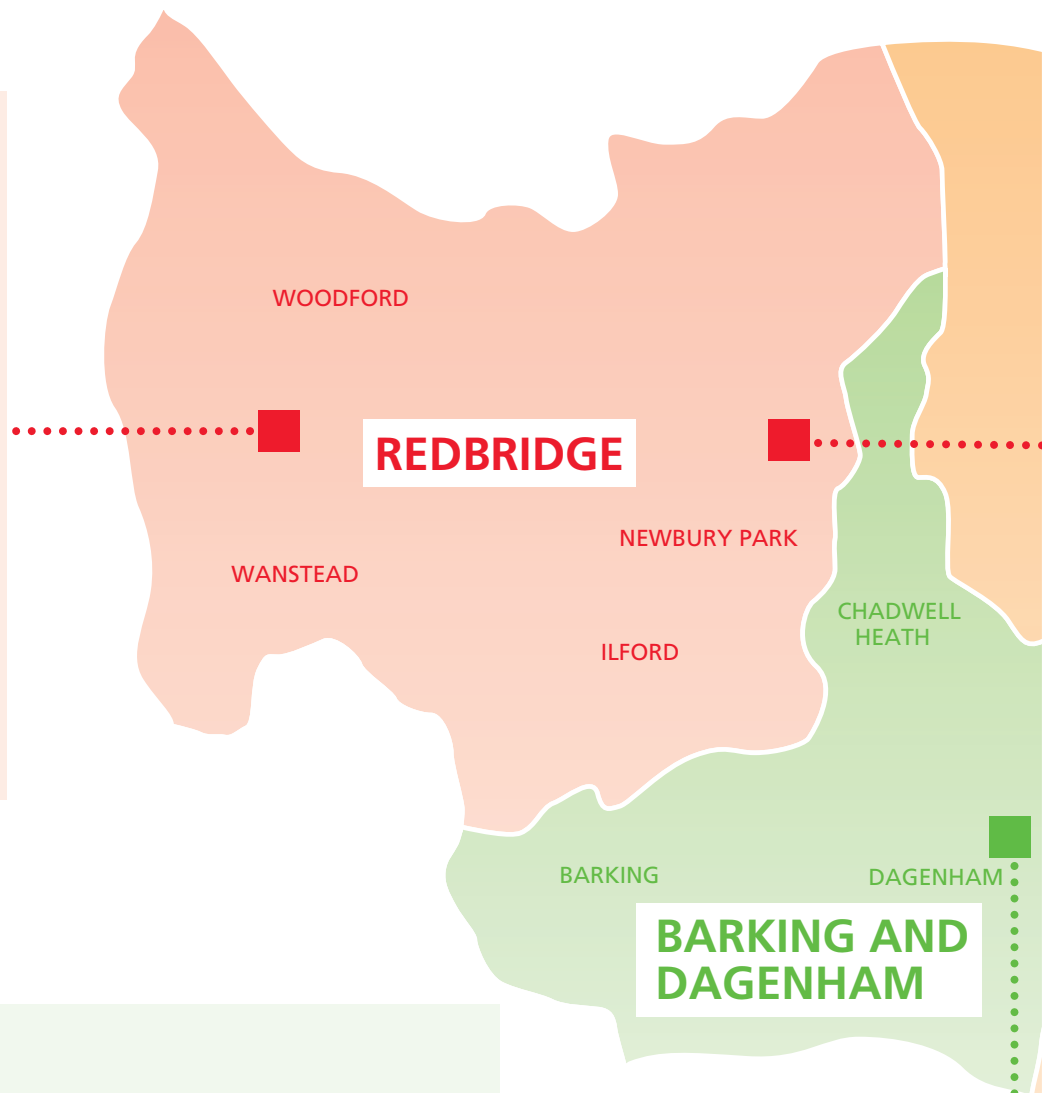 WOODFORD
REDBRIDGE
NEWBURY PARK
WANSTEAD
CHADWELL
HEATH
ILFORD
BARKING
DAGENHAM
BARKING AND
DAGENHAM